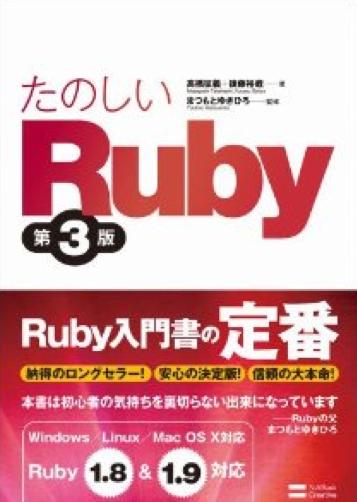 高橋征義・後藤裕蔵——著
まつもとゆきひろ——監修
たのしい
Ruby
第3版
Ruby入門書の定番
納得のロングセラー! 安心の決定版! 信頼の大本命!
本書は初心者の気持ちを裏切らない出来になっています
——Rubyの父
まつもとゆきひろ
Windows/Linux/Mac OS X対応
Ruby 1.8 & 1.9 対応
SoftBank
Creative